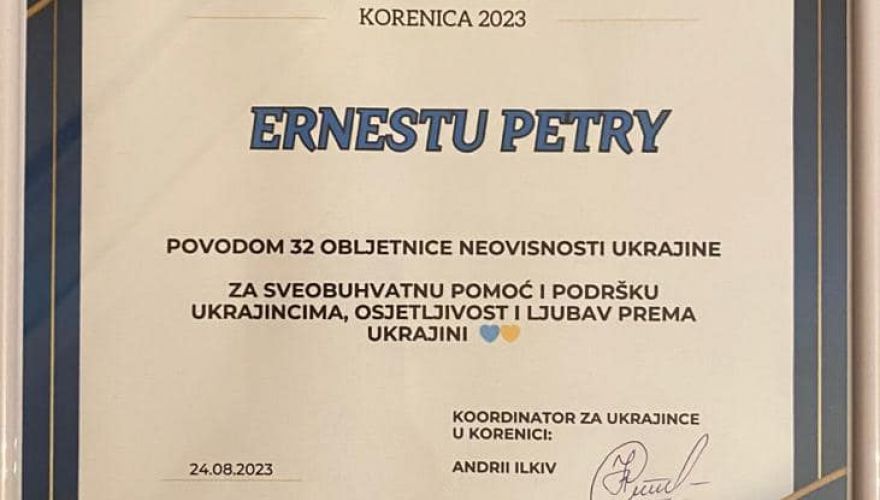 KORENICA 2023
ERNESTU PETRY
POVODOM 32 OBLJETNICE NEOVISNOSTI UKRAJINE
ZA SVEOBUHVATNU POMOĆ I PODRŠKU
UKRAJINCIMA, OSJETLJIVOST I LJUBAV PREMA
UKRAJINI 💙🧡
KOORDINATOR ZA UKRAJINCE
U KORENICI:
24.08.2023
ANDRII ILKIV